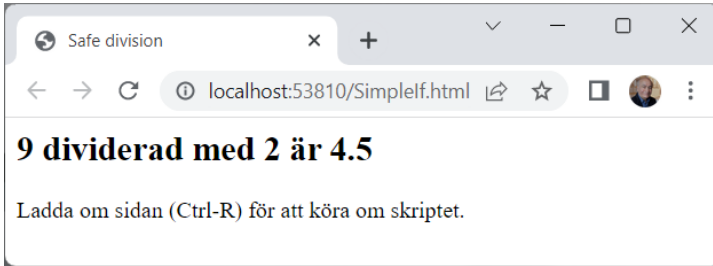 Safe division
localhost:53810/SimpleIf.html
9 dividerad med 2 är 4.5
Ladda om sidan (Ctrl-R) för att köra om skriptet.